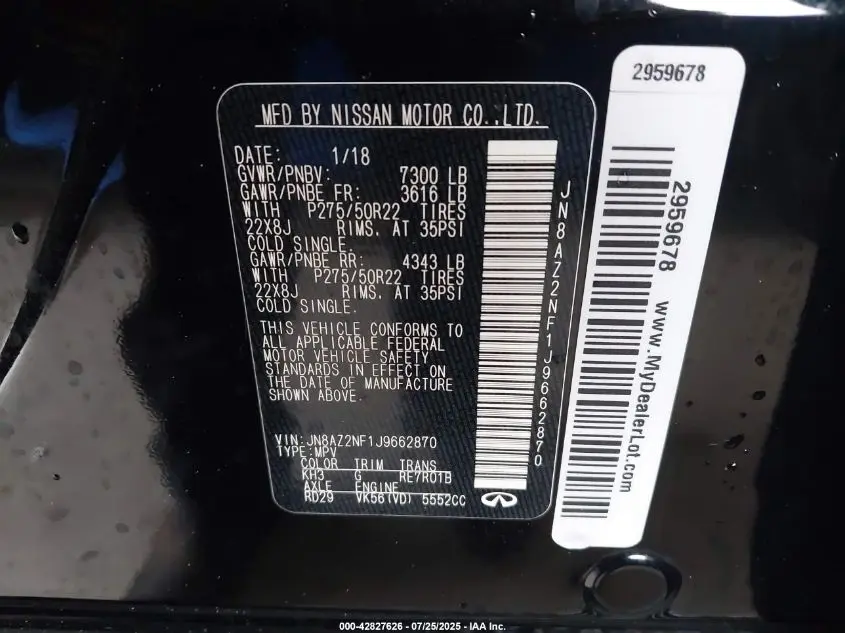 MFD BY NISSAN MOTOR CO.,LTD.
DATE: 1/18
GVWR/PNBV: 7300 LB
GAWR/PNBE FR: 3616 LB
WITH P275/50R22 TIRES
22X8J RIMS. AT 35PSI
COLD SINGLE.
GAWR/PNBE RR: 4343 LB
WITH P275/50R22 TIRES
22X8J RIMS. AT 35PSI
COLD SINGLE.
THIS VEHICLE CONFORMS TO
ALL APPLICABLE FEDERAL
MOTOR VEHICLE SAFETY
STANDARDS IN EFFECT ON
THE DATE OF MANUFACTURE
SHOWN ABOVE.
VIN:JN8AZ2NF1J9662870
TYPE:MPV
COLOR TRIM TRANS
KH3 G RE7R01B
AXLE ENGINE
RD29 VK56(VD) 5552CC
JN8AZ2NF1J9662870
2959678
2959678 www.MyDealerLot.com
000-42827626 - 07/25/2025 - IAA Inc.